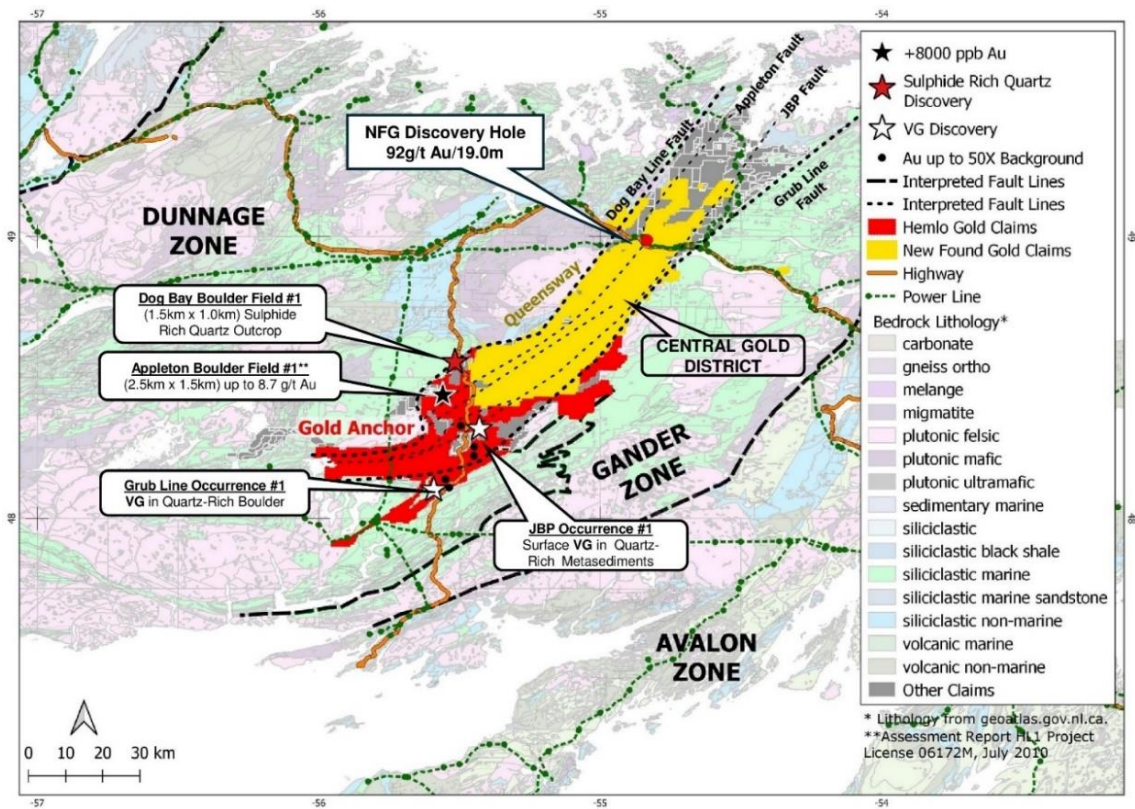 -57
-56
-55
-54
NFG Discovery Hole
92g/t Au/19.0m
Dog Bay Line Fault
Appleton Fault
JBP Fault
Grub Line
Fault
DUNNAGE
ZONE
49
49
Queensway
Dog Bay Boulder Field #1
(1.5km x 1.0km) Sulphide
Rich Quartz Outcrop
CENTRAL GOLD
DISTRICT
Appleton Boulder Field #1**
(2.5km x 1.5km) up to 8.7 g/t Au
Gold Anchor
GANDER
ZONE
Grub Line Occurrence #1
VG in Quartz-Rich Boulder
48
48
JBP Occurrence #1
Surface VG in Quartz-
Rich Metasediments
AVALON
ZONE
0 10 20 30 km
-57
-56
-55
-54
+8000 ppb Au
Sulphide Rich Quartz
Discovery
VG Discovery
Au up to 50X Background
Interpreted Fault Lines
Interpreted Fault Lines
Hemlo Gold Claims
New Found Gold Claims
Highway
Power Line
Bedrock Lithology*
carbonate
gneiss ortho
melange
migmatite
plutonic felsic
plutonic mafic
plutonic ultramafic
sedimentary marine
siliciclastic
siliciclastic black shale
siliciclastic marine
siliciclastic marine sandstone
siliciclastic non-marine
volcanic marine
volcanic non-marine
Other Claims
* Lithology from geoatlas.gov.nl.ca.
**Assessment Report HL1 Project
License 06172M, July 2010